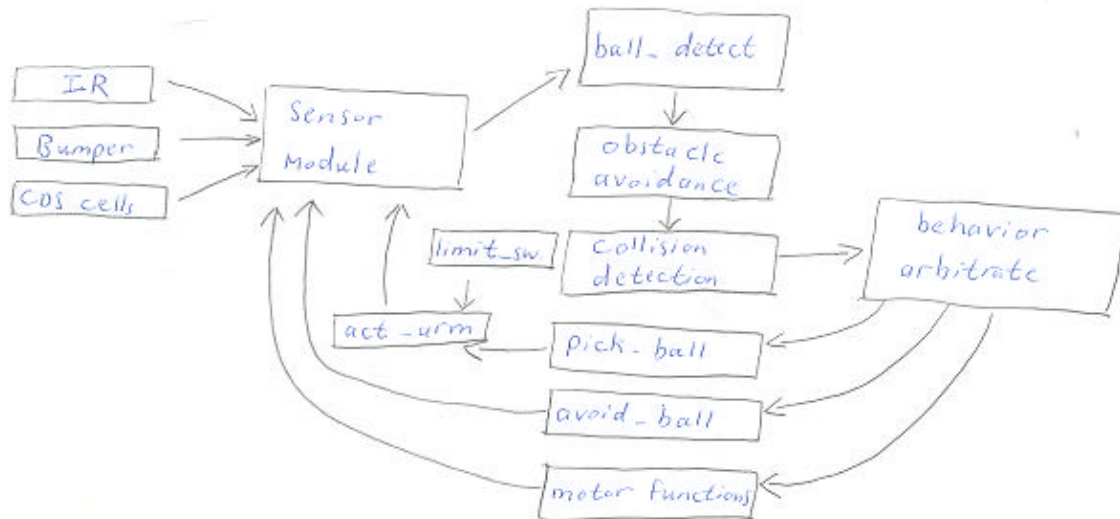 IR
Bumper
CDS cells
Sensor
Module
ball_detect
obstacle
avoidance
limit_sw.
collision
detection
behavior
arbitrate
act_arm
pick_ball
avoid_ball
motor functions